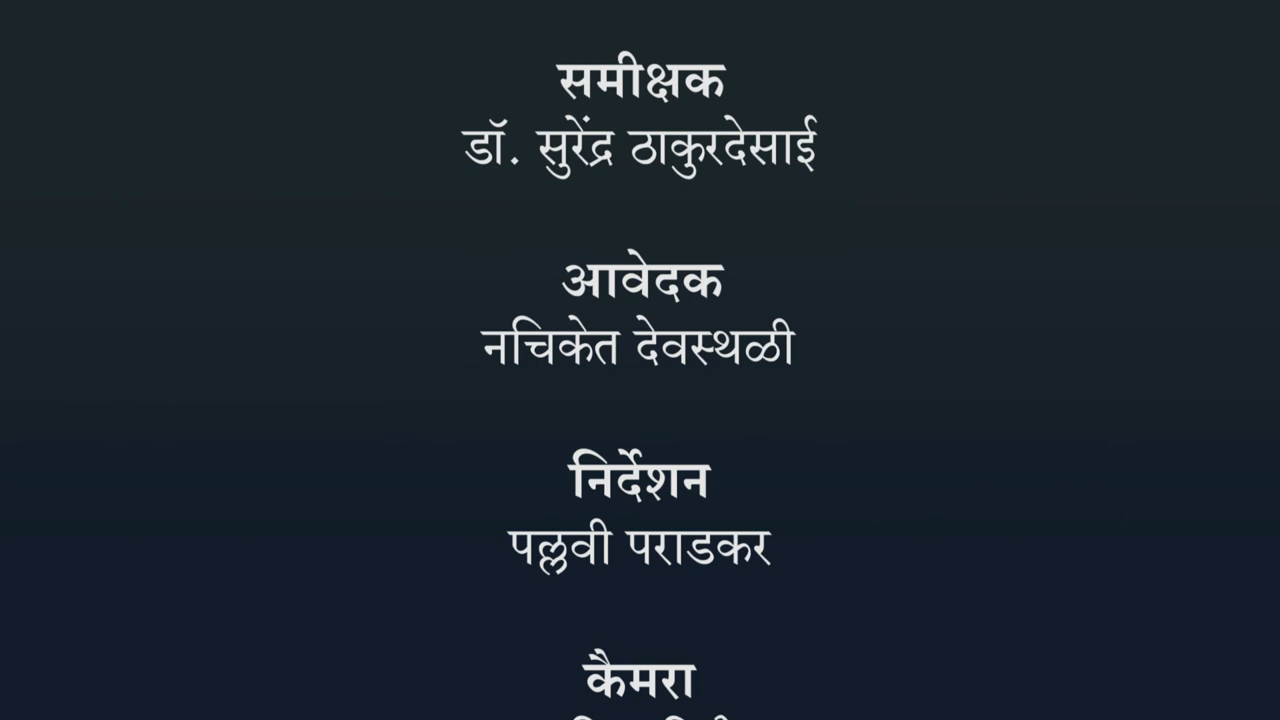 समीक्षक
डॉ. सुरेंद्र ठाकुरदेसाई
आवेदक
नचिकेत देवस्थळी
निर्देशन
पल्लवी पराडकर
कैमरा